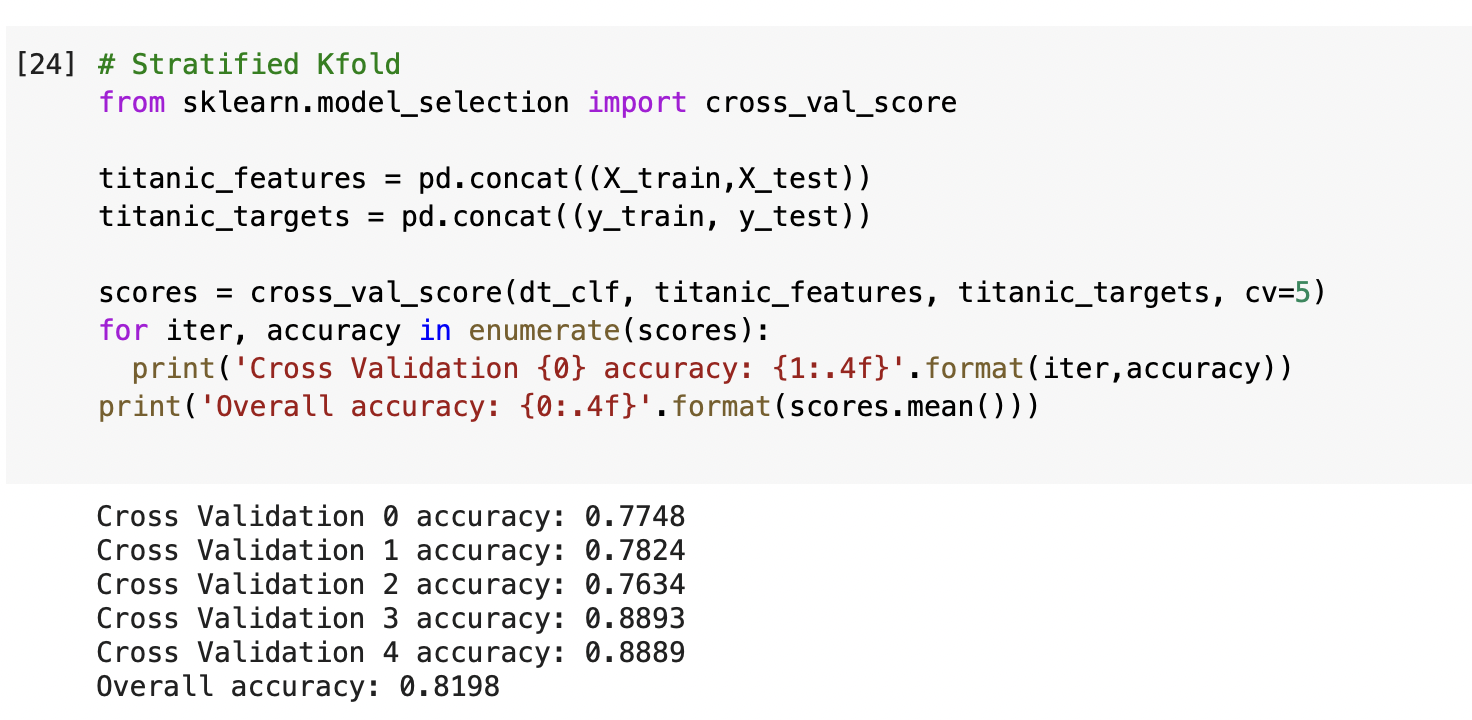 [24] # Stratified Kfold
from sklearn.model_selection import cross_val_score
titanic_features = pd.concat((X_train,X_test))
titanic_targets = pd.concat((y_train, y_test))
scores = cross_val_score(dt_clf, titanic_features, titanic_targets, cv=5)
for iter, accuracy in enumerate(scores):
  print('Cross Validation {0} accuracy: {1:.4f}'.format(iter,accuracy))
print('Overall accuracy: {0:.4f}'.format(scores.mean()))
Cross Validation 0 accuracy: 0.7748
Cross Validation 1 accuracy: 0.7824
Cross Validation 2 accuracy: 0.7634
Cross Validation 3 accuracy: 0.8893
Cross Validation 4 accuracy: 0.8889
Overall accuracy: 0.8198